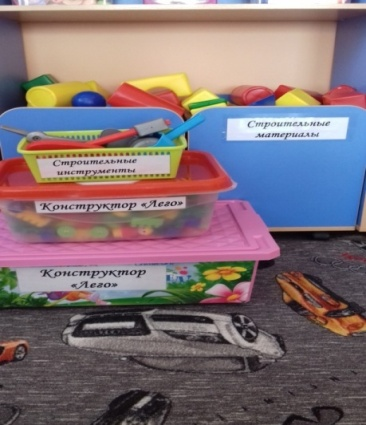 Строительные
материалы
Строительные
инструменты
Конструктор «Лего»
Конструктор
«Лего»